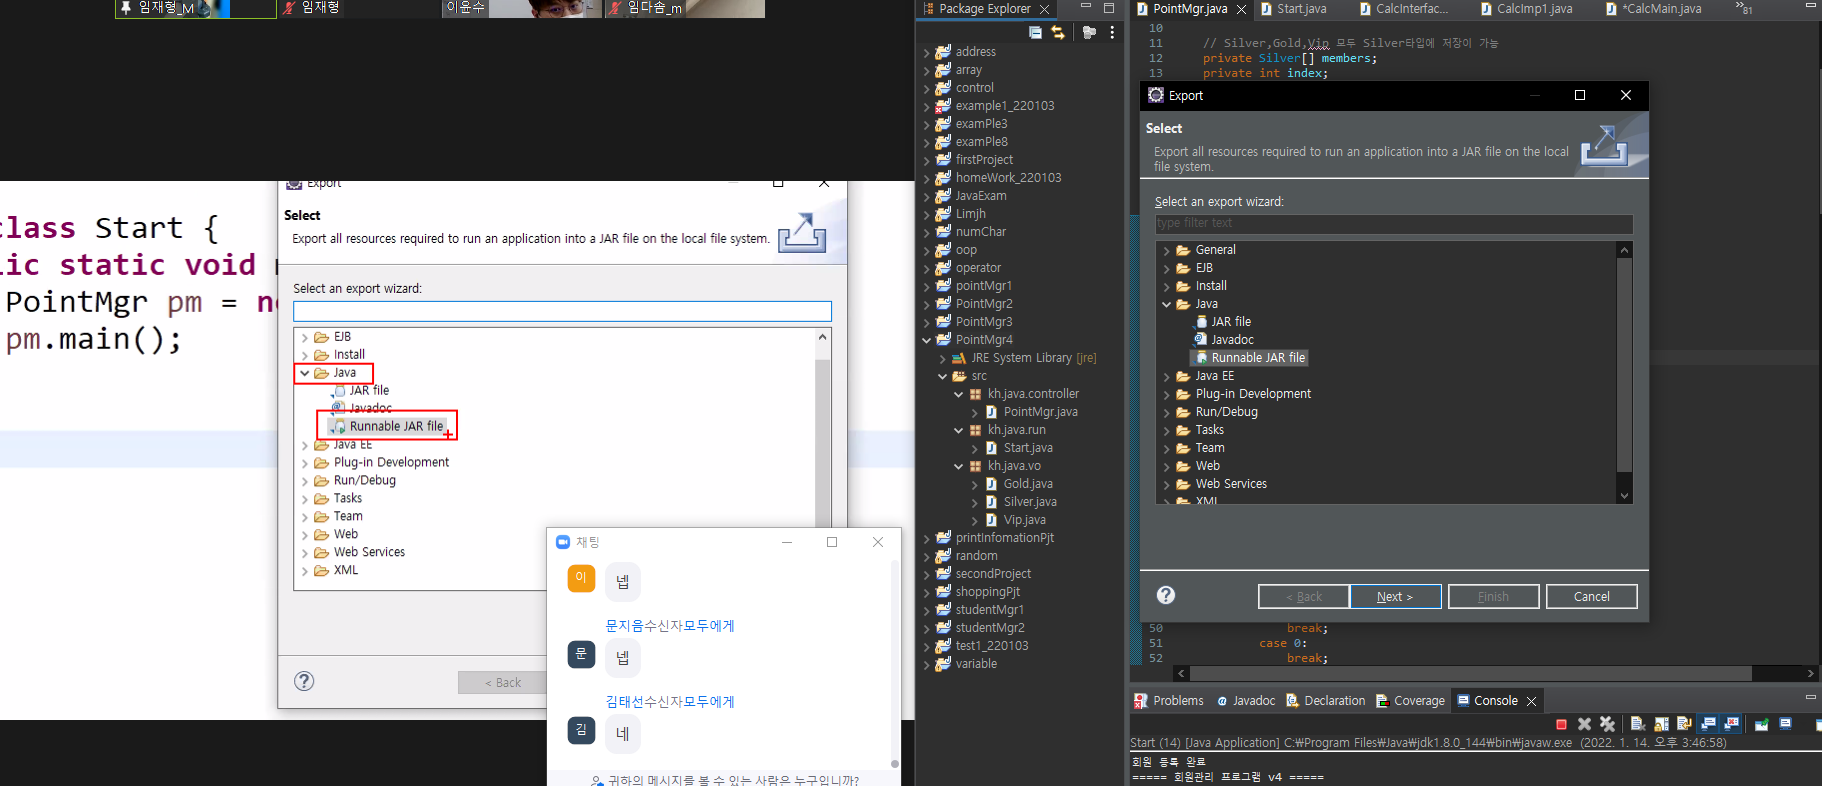 임재형_M
임재형
이윤수
임다솜_m
class Start {
lic static void
PointMgr pm =
pm.main();
Export
Select
Export all resources required to run an application into a JAR file on the local file system.
Select an export wizard:
EJB
Install
Java
JAR file
Javadoc
Runnable JAR file
Java EE
Plug-in Development
Run/Debug
Tasks
Team
Web
Web Services
XML
< Back
채팅
이
넵
문지음수신자모두에게
문
넵
김태선수신자모두에게
김
네
귀하의 메시지를 볼 수 있는 사람은 누구입니까?
Package Explorer
address
array
control
example1_220103
examPle3
examPle8
firstProject
homeWork_220103
JavaExam
Limjh
numChar
oop
operator
pointMgr1
PointMgr2
PointMgr3
PointMgr4
JRE System Library [jre]
src
kh.java.controller
PointMgr.java
kh.java.run
Start.java
kh.java.vo
Gold.java
Silver.java
Vip.java
printInfomationPjt
random
secondProject
shoppingPjt
studentMgr1
studentMgr2
test1_220103
variable
PointMgr.java
Start.java
CalcInterfac...
CalcImp1.java
*CalcMain.java
»81
10
11 // Silver,Gold,Vip 모두 Silver타입에 저장이 가능
12 private Silver[] members;
13 private int index;
Export
Select
Export all resources required to run an application into a JAR file on the local
file system.
Select an export wizard:
type filter text
General
EJB
Install
Java
JAR file
Javadoc
Runnable JAR file
Java EE
Plug-in Development
Run/Debug
Tasks
Team
Web
Web Services
XML
< Back
Next >
Finish
Cancel
50 break;
51 case 0:
52 break;
Problems
@ Javadoc
Declaration
Coverage
Console
Start (14) [Java Application] C:₩Program Files₩Java₩jdk1.8.0_144₩bin₩javaw.exe (2022. 1. 14. 오후 3:46:58)
회원 등록 완료
===== 회원관리 프로그램 v4 =====